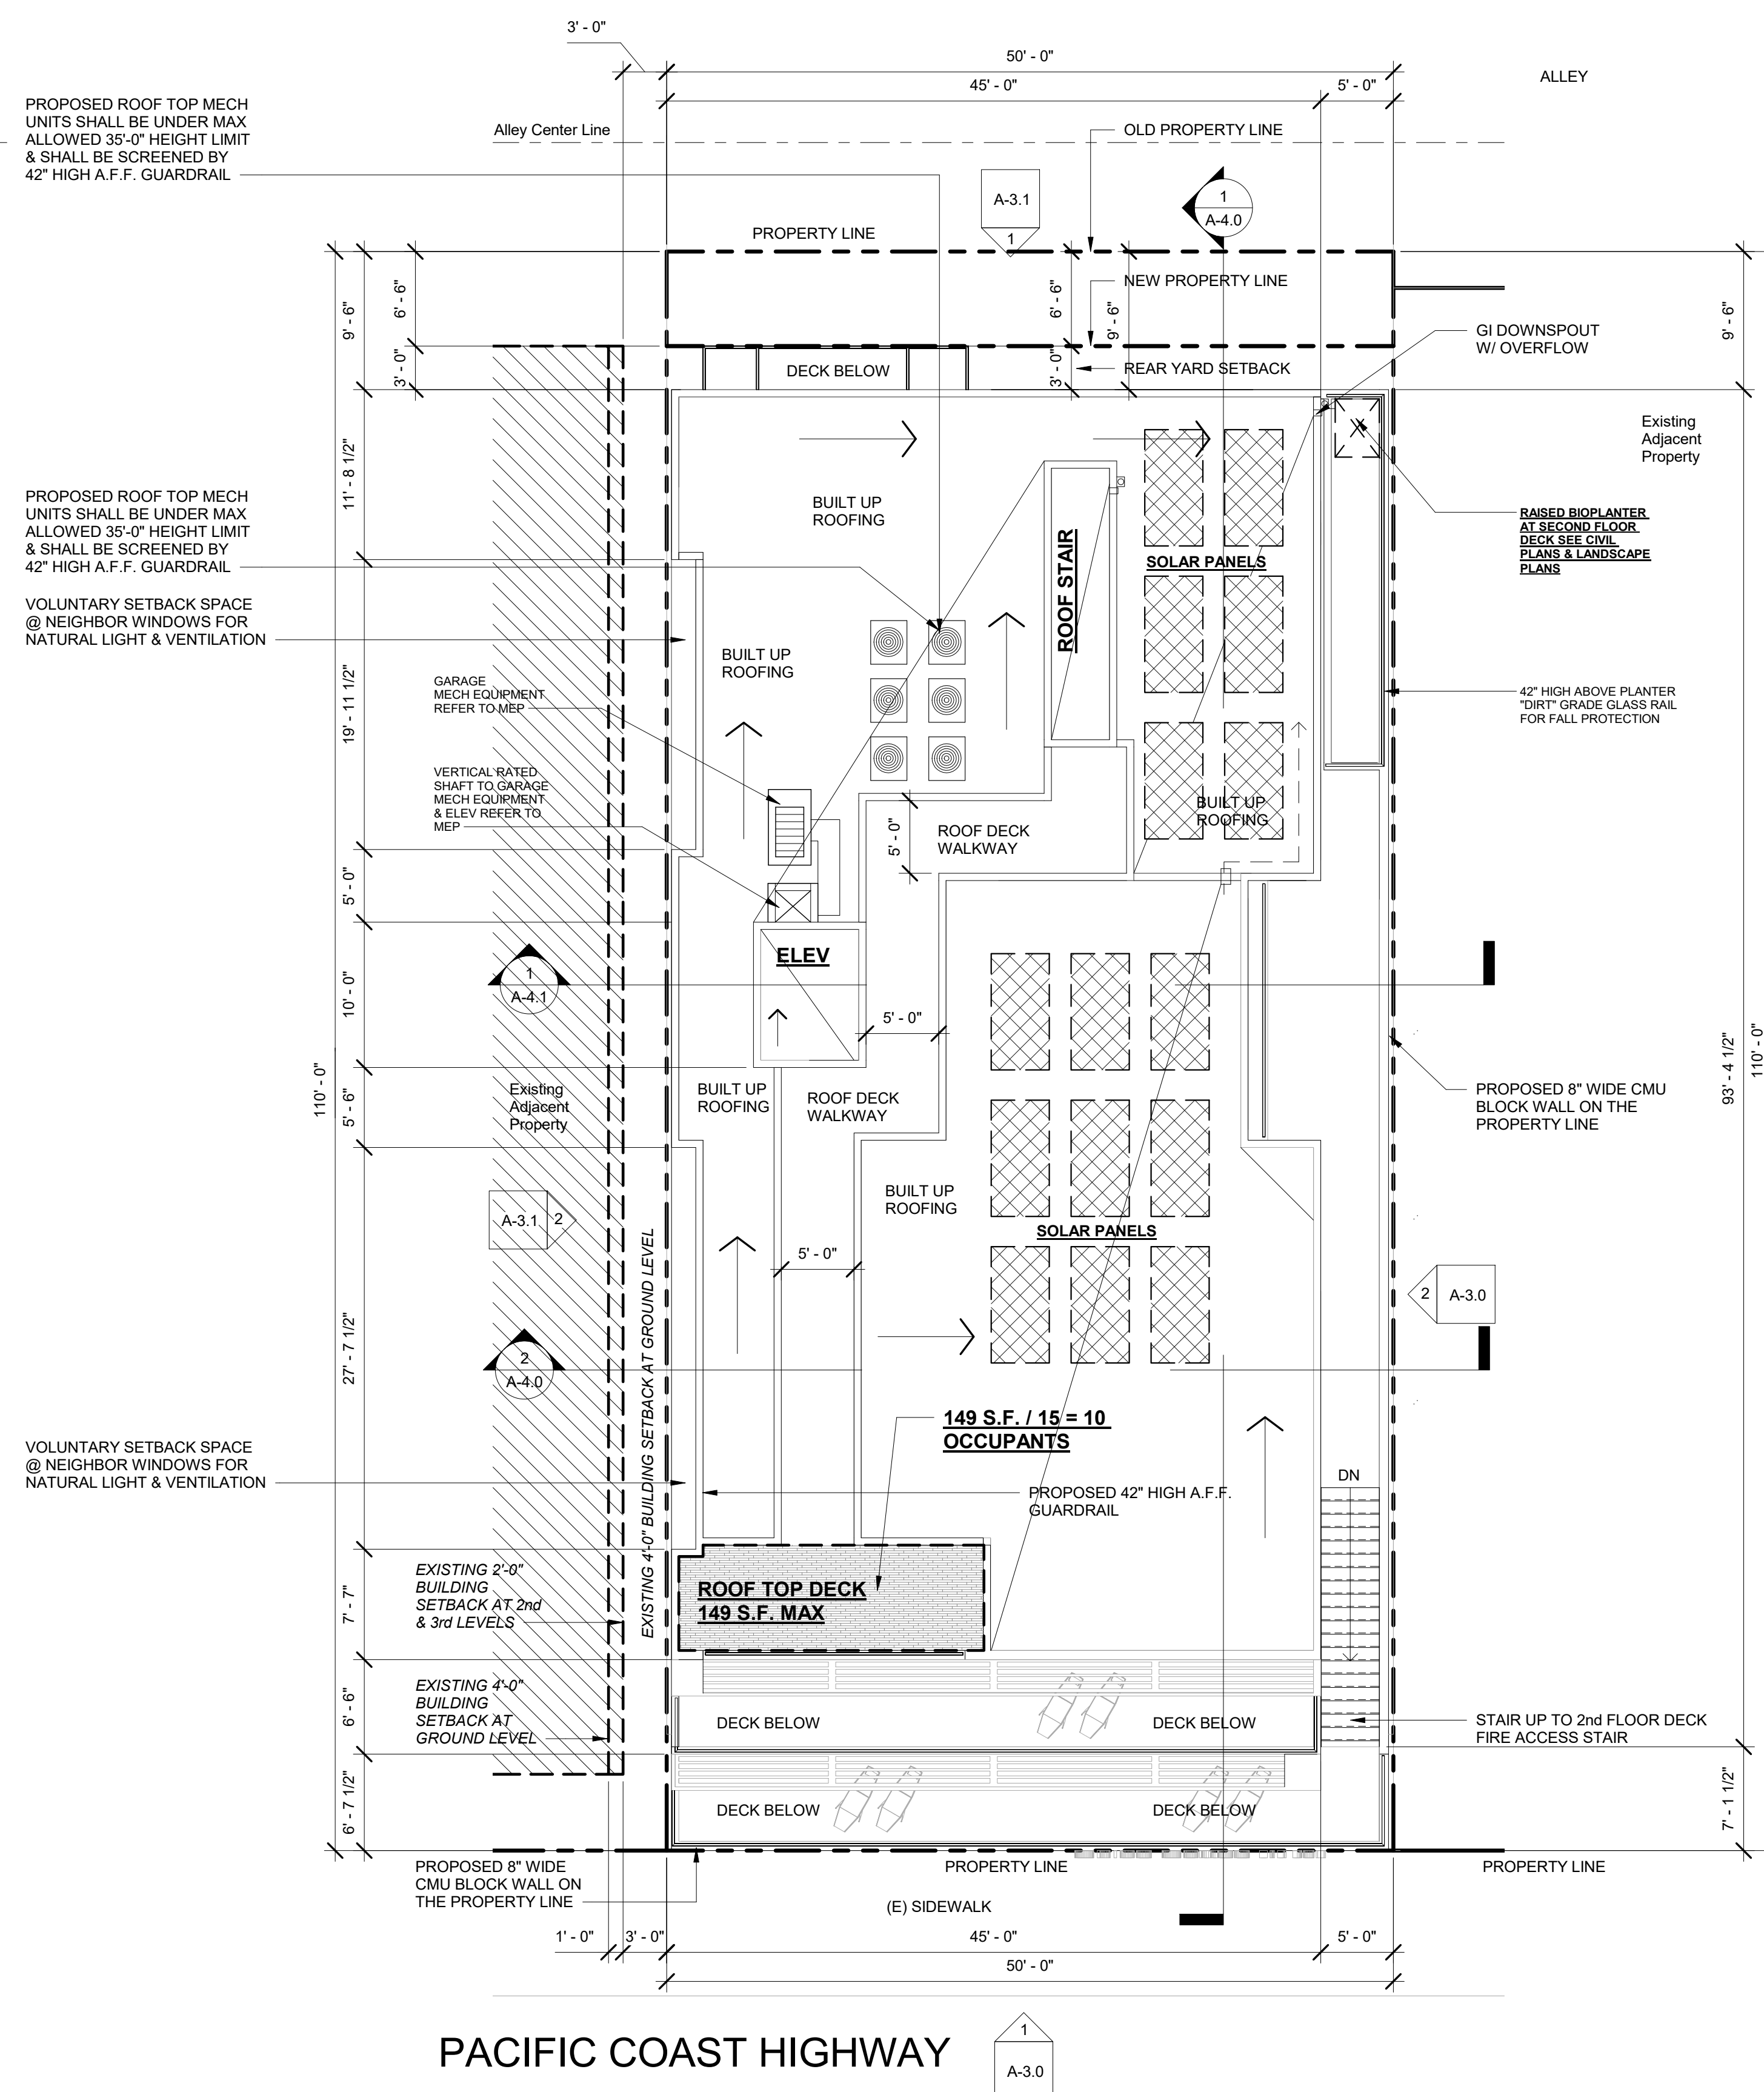 3' - 0"
50' - 0"
45' - 0"
5' - 0"
ALLEY
PROPOSED ROOF TOP MECH
UNITS SHALL BE UNDER MAX
ALLOWED 35'-0" HEIGHT LIMIT
& SHALL BE SCREENED BY
42" HIGH A.F.F. GUARDRAIL
Alley Center Line
OLD PROPERTY LINE
A-3.1
1
1
A-4.0
PROPERTY LINE
NEW PROPERTY LINE
9' - 6"
6' - 6"
3' - 0"
6' - 6"
9' - 6"
3' - 0"
9' - 6"
GI DOWNSPOUT
W/ OVERFLOW
DECK BELOW
REAR YARD SETBACK
Existing
Adjacent
Property
11' - 8 1/2"
PROPOSED ROOF TOP MECH
UNITS SHALL BE UNDER MAX
ALLOWED 35'-0" HEIGHT LIMIT
& SHALL BE SCREENED BY
42" HIGH A.F.F. GUARDRAIL
BUILT UP
ROOFING
ROOF STAIR
SOLAR PANELS
RAISED BIOPLANTER
AT SECOND FLOOR
DECK SEE CIVIL
PLANS & LANDSCAPE
PLANS
VOLUNTARY SETBACK SPACE
@ NEIGHBOR WINDOWS FOR
NATURAL LIGHT & VENTILATION
BUILT UP
ROOFING
19' - 11 1/2"
GARAGE
MECH EQUIPMENT
REFER TO MEP
42" HIGH ABOVE PLANTER
"DIRT" GRADE GLASS RAIL
FOR FALL PROTECTION
VERTICAL RATED
SHAFT TO GARAGE
MECH EQUIPMENT
& ELEV REFER TO
MEP
BUILT UP
ROOFING
5' - 0"
ROOF DECK
WALKWAY
5' - 0"
ELEV
1
A-4.1
10' - 0"
5' - 0"
110' - 0"
93' - 4 1/2"
110' - 0"
5' - 6"
Existing
Adjacent
Property
BUILT UP
ROOFING
ROOF DECK
WALKWAY
PROPOSED 8" WIDE CMU
BLOCK WALL ON THE
PROPERTY LINE
A-3.1
2
BUILT UP
ROOFING
SOLAR PANELS
5' - 0"
2
A-3.0
27' - 7 1/2"
2
A-4.0
EXISTING 4'-0" BUILDING SETBACK AT GROUND LEVEL
149 S.F. / 15 = 10
OCCUPANTS
VOLUNTARY SETBACK SPACE
@ NEIGHBOR WINDOWS FOR
NATURAL LIGHT & VENTILATION
DN
PROPOSED 42" HIGH A.F.F.
GUARDRAIL
7' - 7"
EXISTING 2'-0"
BUILDING
SETBACK AT 2nd
& 3rd LEVELS
ROOF TOP DECK
149 S.F. MAX
6' - 6"
EXISTING 4'-0"
BUILDING
SETBACK AT
GROUND LEVEL
DECK BELOW
DECK BELOW
STAIR UP TO 2nd FLOOR DECK
FIRE ACCESS STAIR
6' - 7 1/2"
DECK BELOW
DECK BELOW
7' - 1 1/2"
PROPOSED 8" WIDE
CMU BLOCK WALL ON
THE PROPERTY LINE
PROPERTY LINE
PROPERTY LINE
(E) SIDEWALK
1' - 0"
3' - 0"
45' - 0"
5' - 0"
50' - 0"
PACIFIC COAST HIGHWAY
1
A-3.0